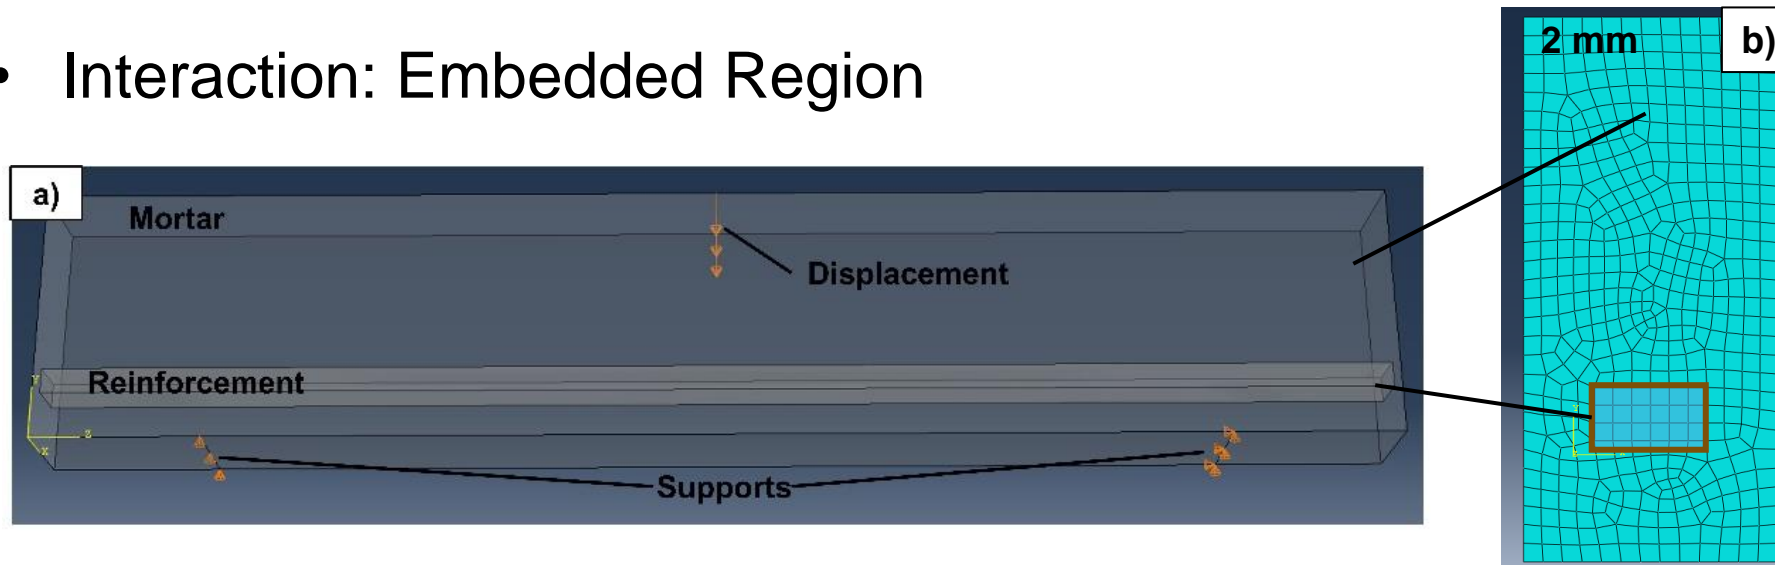 • Interaction: Embedded Region
a)
Mortar
Displacement
Reinforcement
Supports
Y
Z
X
2 mm
b)